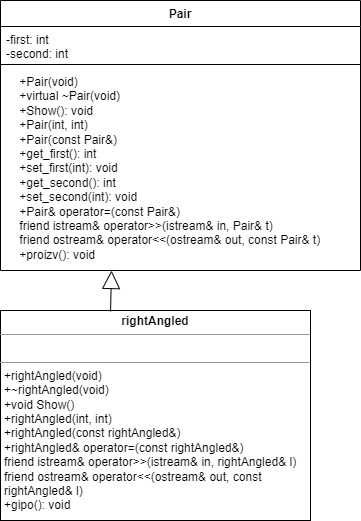 Pair
-first: int
-second: int
+Pair(void)
+virtual ~Pair(void)
+Show(): void
+Pair(int, int)
+Pair(const Pair&)
+get_first(): int
+set_first(int): void
+get_second(): int
+set_second(int): void
+Pair& operator=(const Pair&)
friend istream& operator>>(istream& in, Pair& t)
friend ostream& operator<<(ostream& out, const Pair& t)
+proizv(): void
rightAngled
+rightAngled(void)
+~rightAngled(void)
+void Show()
+rightAngled(int, int)
+rightAngled(const rightAngled&)
+rightAngled& operator=(const rightAngled&)
friend istream& operator>>(istream& in, rightAngled& l)
friend ostream& operator<<(ostream& out, const
rightAngled& l)
+gipo(): void